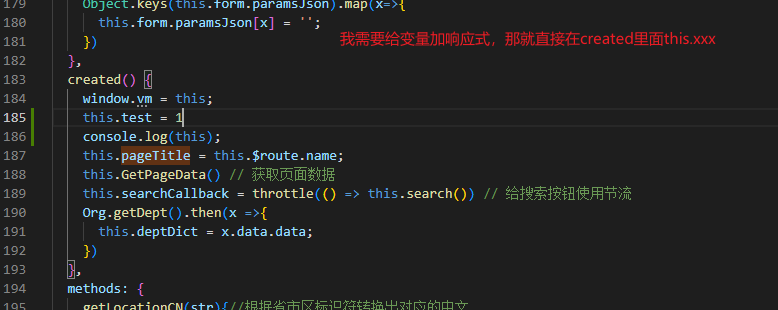 179 Object.keys(this.form.paramsJson).map(x=>{
180 this.form.paramsJson[x] = '';
181 })
我需要给变量加响应式，那就直接在created里面this.xxx
182 },
183 created() {
184 window.vm = this;
185 this.test = 1
186 console.log(this);
187 this.pageTitle = this.$route.name;
188 this.GetPageData() // 获取页面数据
189 this.searchCallback = throttle(() => this.search()) // 给搜索按钮使用节流
190 Org.getDept().then(x =>{
191 this.deptDict = x.data.data;
192 })
193 },
194 methods: {
195 getLocationCN(str){//根据省市区标识符转换出对应的中文